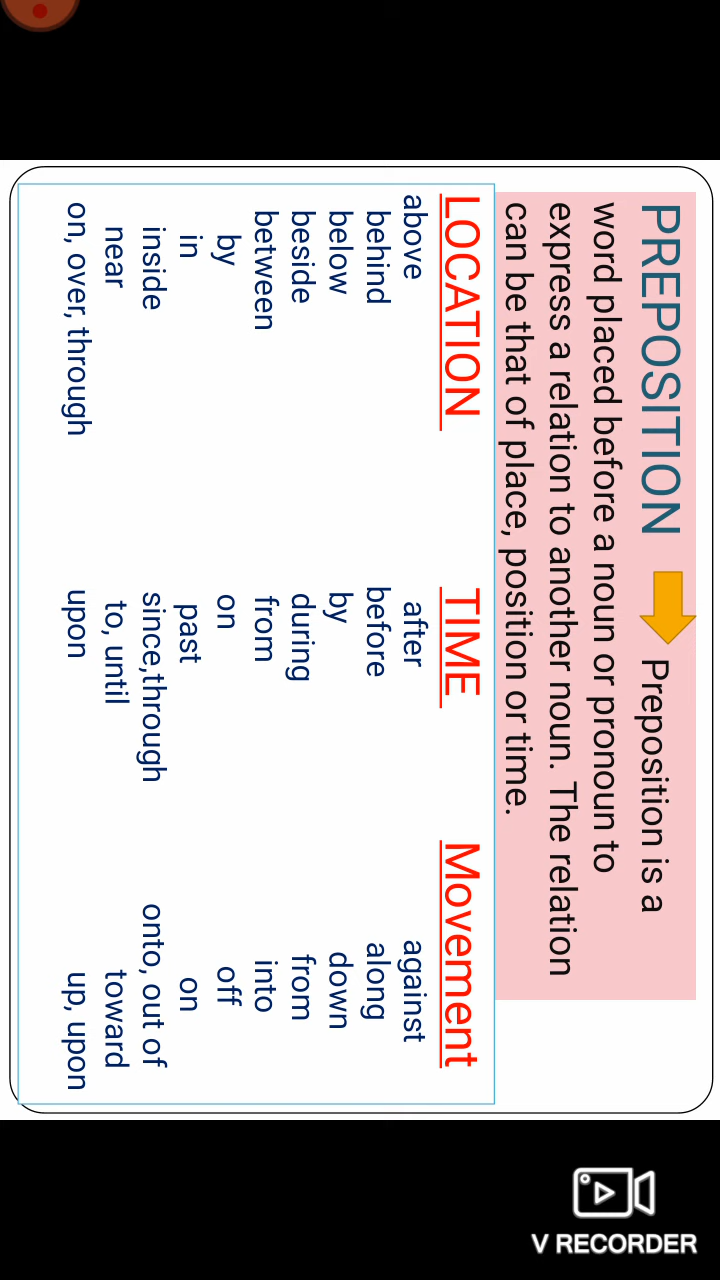 PREPOSITION Preposition is a
word placed before a noun or pronoun to
express a relation to another noun. The relation
can be that of place, position or time.
LOCATION TIME Movement
above after against
behind before along
below by down
beside during from
between from into
by on off
in past on
inside since,through onto, out of
near to, until toward
on, over, through upon up, upon
V RECORDER